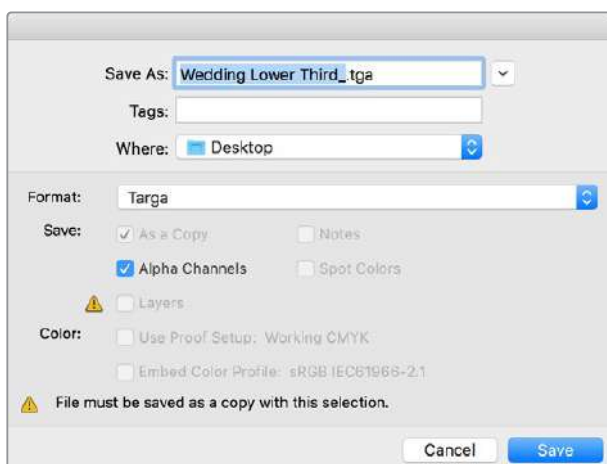 Save As: Wedding Lower Third_.tga
Tags:
Where: Desktop
Format: Targa
Save: As a Copy Notes
Alpha Channels Spot Colors
Layers
Color: Use Proof Setup: Working CMYK
Embed Color Profile: sRGB IEC61966-2.1
File must be saved as a copy with this selection.
Cancel Save